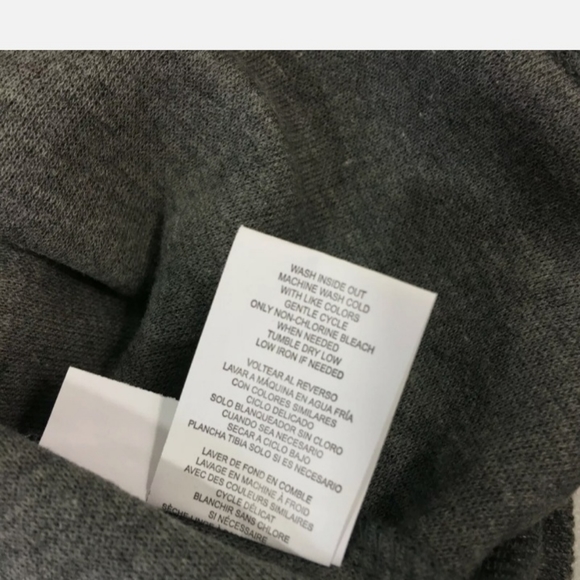 WASH INSIDE OUT
MACHINE WASH COLD
WITH LIKE COLORS
GENTLE CYCLE
ONLY NON-CHLORINE BLEACH
WHEN NEEDED
TUMBLE DRY LOW
LOW IRON IF NEEDED
VOLTEAR AL REVERSO
LAVAR A MÁQUINA EN AGUA FRÍA
CON COLORES SIMILARES
CICLO DELICADO
SOLO BLANQUEADOR SIN CLORO
CUANDO SEA NECESARIO
SECAR A CICLO BAJO
PLANCHA TIBIA SOLO SI ES NECESARIO
LAVER DE FOND EN COMBLE
LAVAGE EN MACHINE À FROID
AVEC DES COULEURS SIMILAIRES
CYCLE DÉLICAT
BLANCHIR SANS CHLORE
SI NÉCESSAIRE